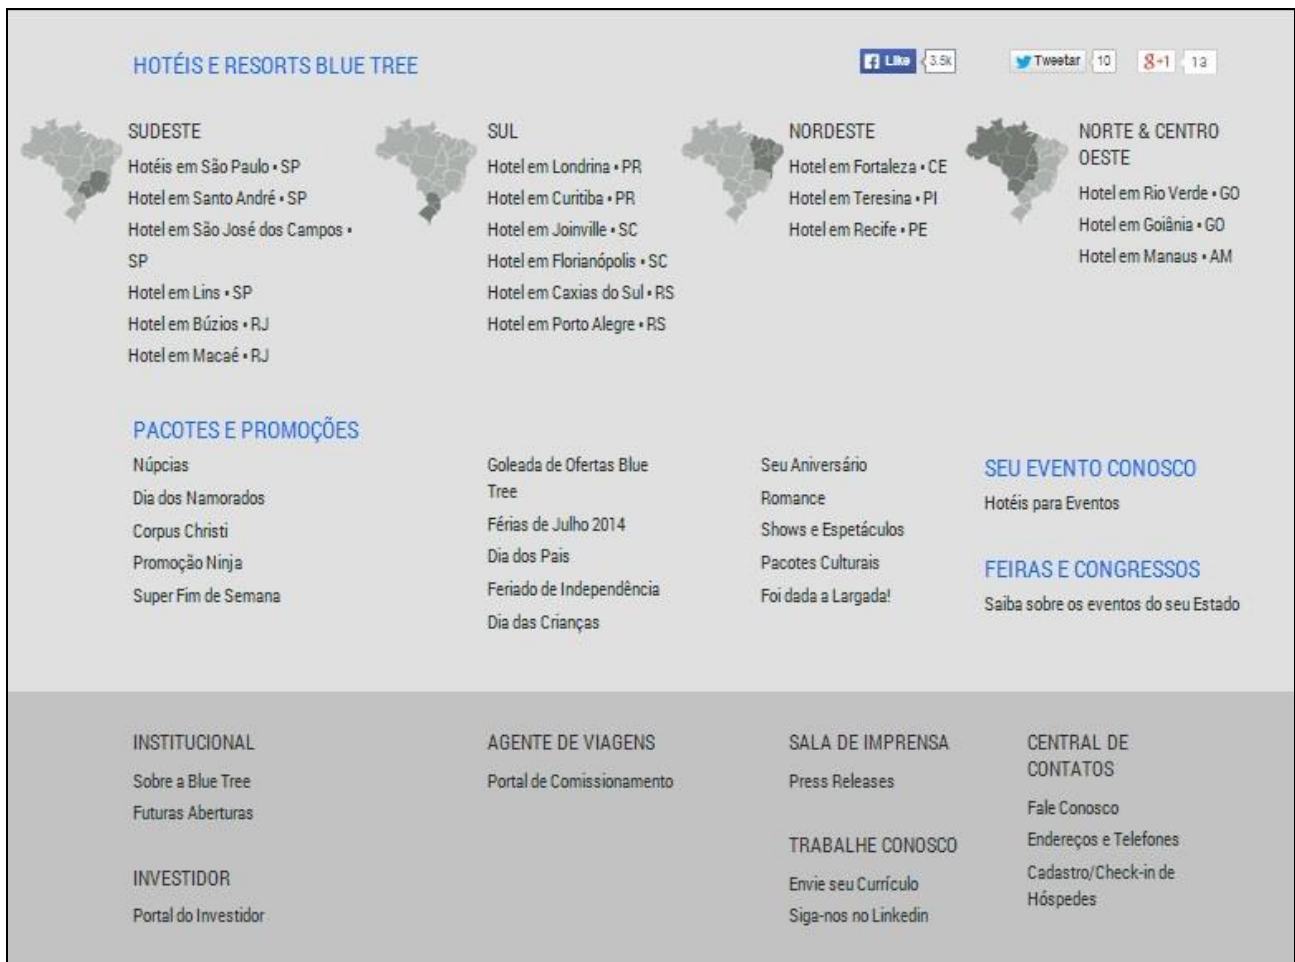 HOTÉIS E RESORTS BLUE TREE
Like 3.5k
Tweetar 10
g+1 13
SUDESTE
Hotéis em São Paulo • SP
Hotel em Santo André • SP
Hotel em São José dos Campos •
SP
Hotel em Lins • SP
Hotel em Búzios • RJ
Hotel em Macaé • RJ
SUL
Hotel em Londrina • PR
Hotel em Curitiba • PR
Hotel em Joinville • SC
Hotel em Florianópolis • SC
Hotel em Caxias do Sul • RS
Hotel em Porto Alegre • RS
NORDESTE
Hotel em Fortaleza • CE
Hotel em Teresina • PI
Hotel em Recife • PE
NORTE & CENTRO
OESTE
Hotel em Rio Verde • GO
Hotel em Goiânia • GO
Hotel em Manaus • AM
PACOTES E PROMOÇÕES
Núpcias
Dia dos Namorados
Corpus Christi
Promoção Ninja
Super Fim de Semana
Goleada de Ofertas Blue
Tree
Férias de Julho 2014
Dia dos Pais
Feriado de Independência
Dia das Crianças
Seu Aniversário
Romance
Shows e Espetáculos
Pacotes Culturais
Foi dada a Largada!
SEU EVENTO CONOSCO
Hotéis para Eventos
FEIRAS E CONGRESSOS
Saiba sobre os eventos do seu Estado
INSTITUCIONAL
Sobre a Blue Tree
Futuras Aberturas
INVESTIDOR
Portal do Investidor
AGENTE DE VIAGENS
Portal de Comissionamento
SALA DE IMPRENSA
Press Releases
TRABALHE CONOSCO
Envie seu Currículo
Siga-nos no Linkedin
CENTRAL DE
CONTATOS
Fale Conosco
Endereços e Telefones
Cadastro/Check-in de
Hóspedes